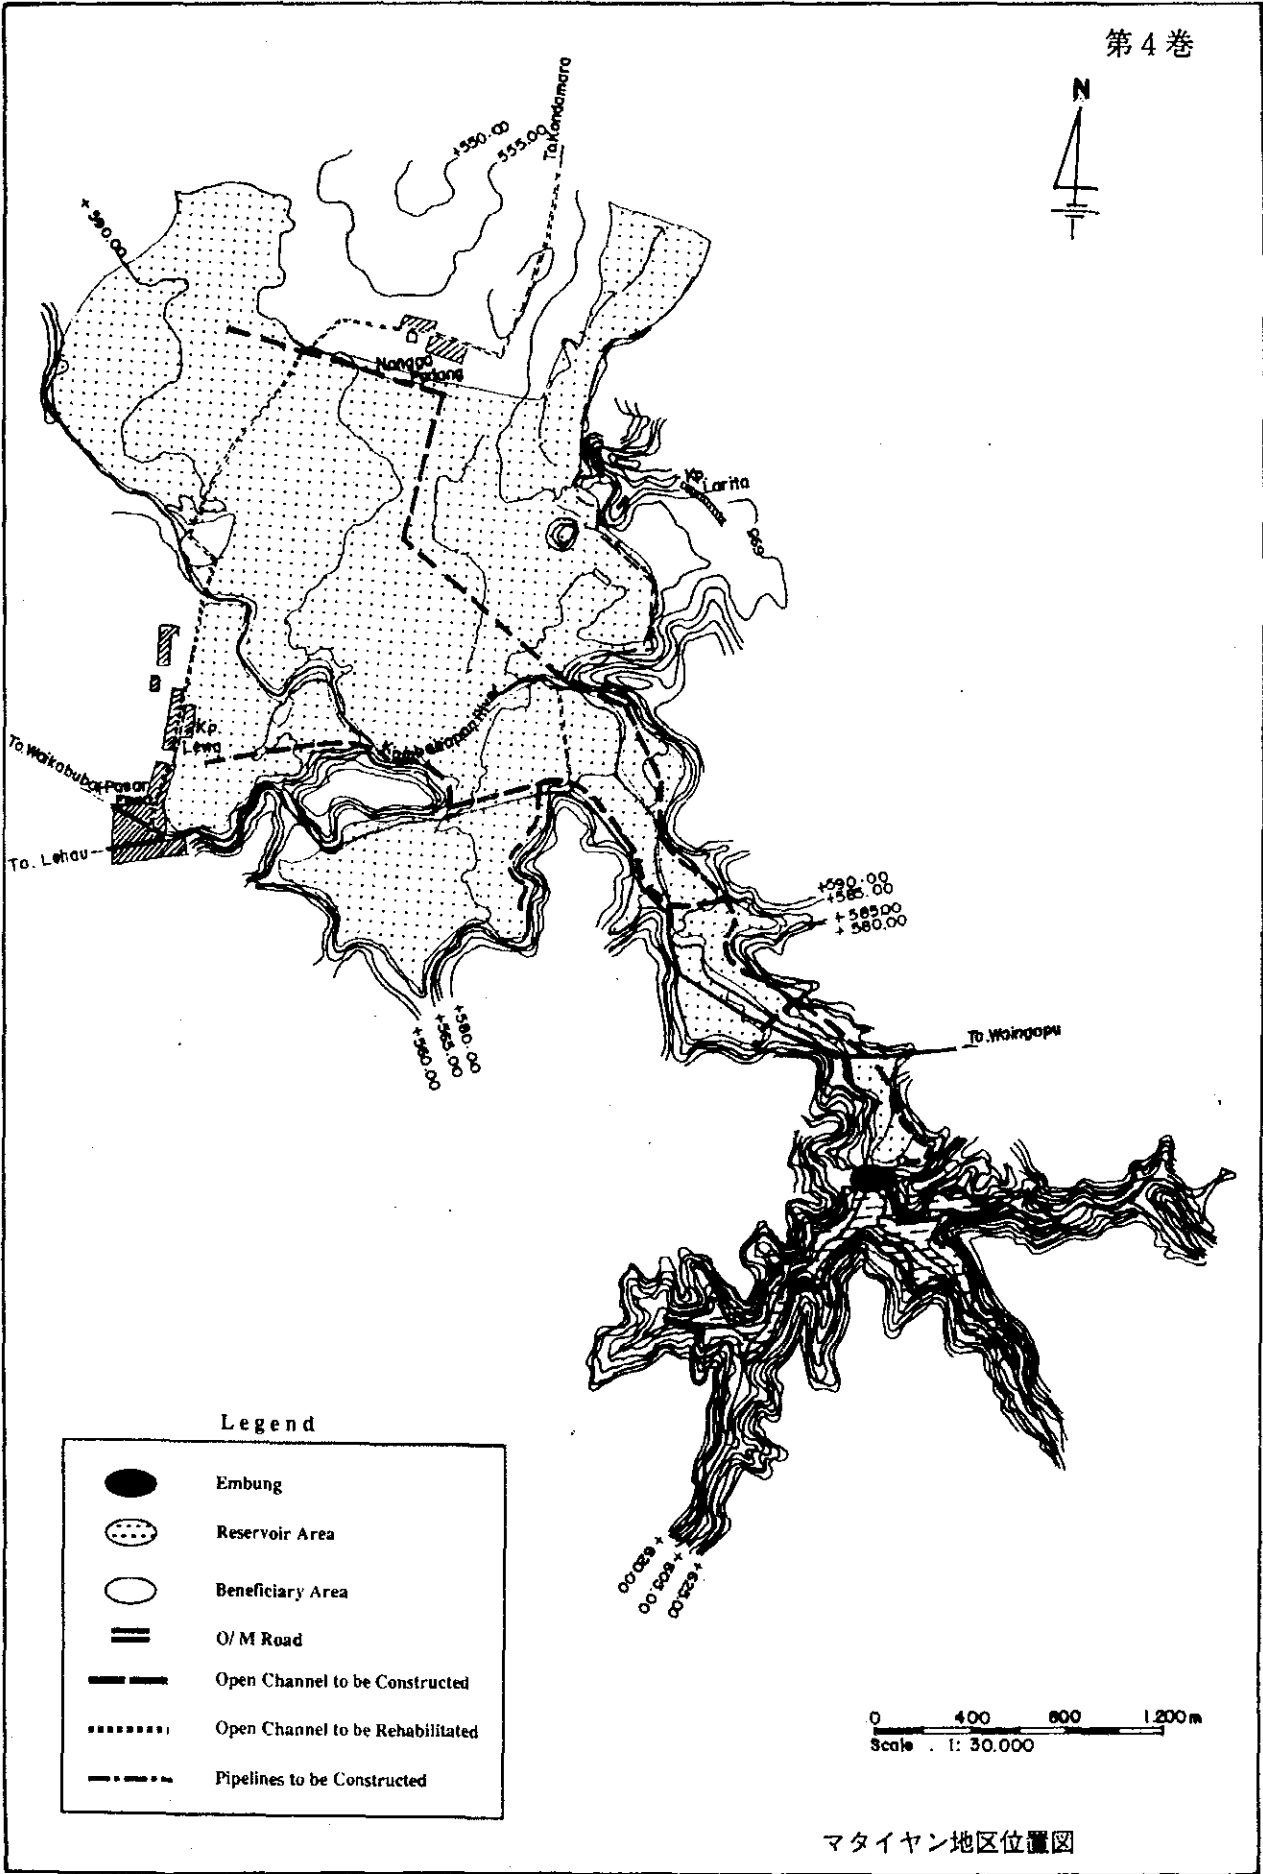 第4巻
N
+550.00
555.00
To.Kondamara
+590.00
Nangga
Padang
Kp.
Larita
Kp.
Lewa
To.Waikabubak
Pasar
To. Lehau
+590.00
+585.00
+585.00
+580.00
+580.00
+565.00
+560.00
To.Waingapu
+620.00
+605.00
+625.00
Legend
Embung
Reservoir Area
Beneficiary Area
O/M Road
Open Channel to be Constructed
Open Channel to be Rehabilitated
Pipelines to be Constructed
0 400 800 1.200m
Scale . 1: 30.000
マタイヤン地区位置図